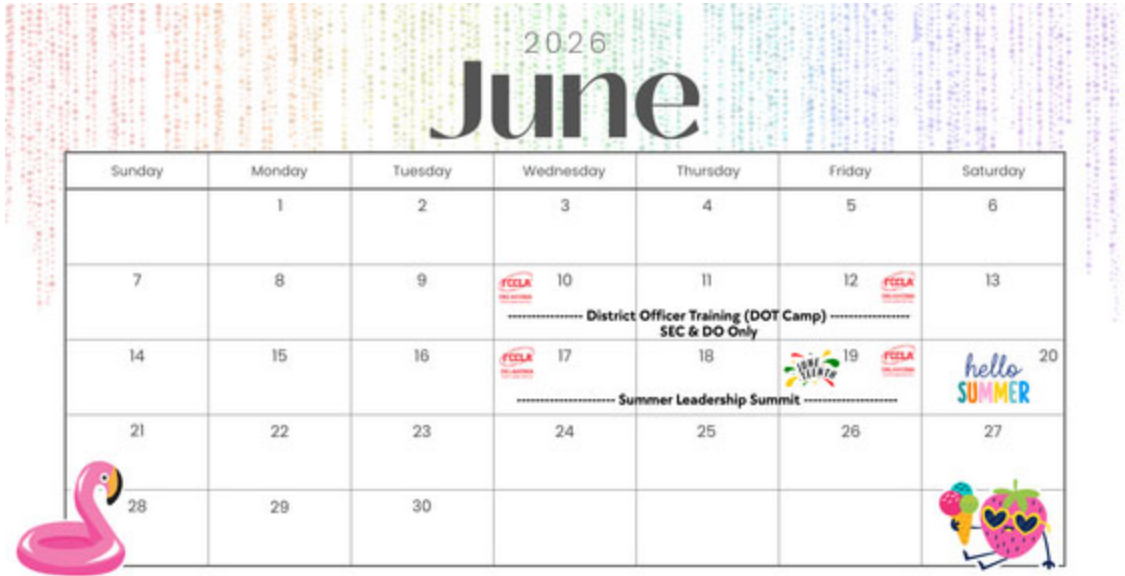 2026
June
Sunday Monday Tuesday Wednesday Thursday Friday Saturday
1 2 3 4 5 6
7 8 9 FCCLA 10 11 12 FCCLA 13
District Officer Training (DOT Camp)
SEC & DO Only
14 15 16 FCCLA 17 18 JUNE TEENTH 19 FCCLA hello SUMMER 20
Summer Leadership Summit
21 22 23 24 25 26 27
28 29 30